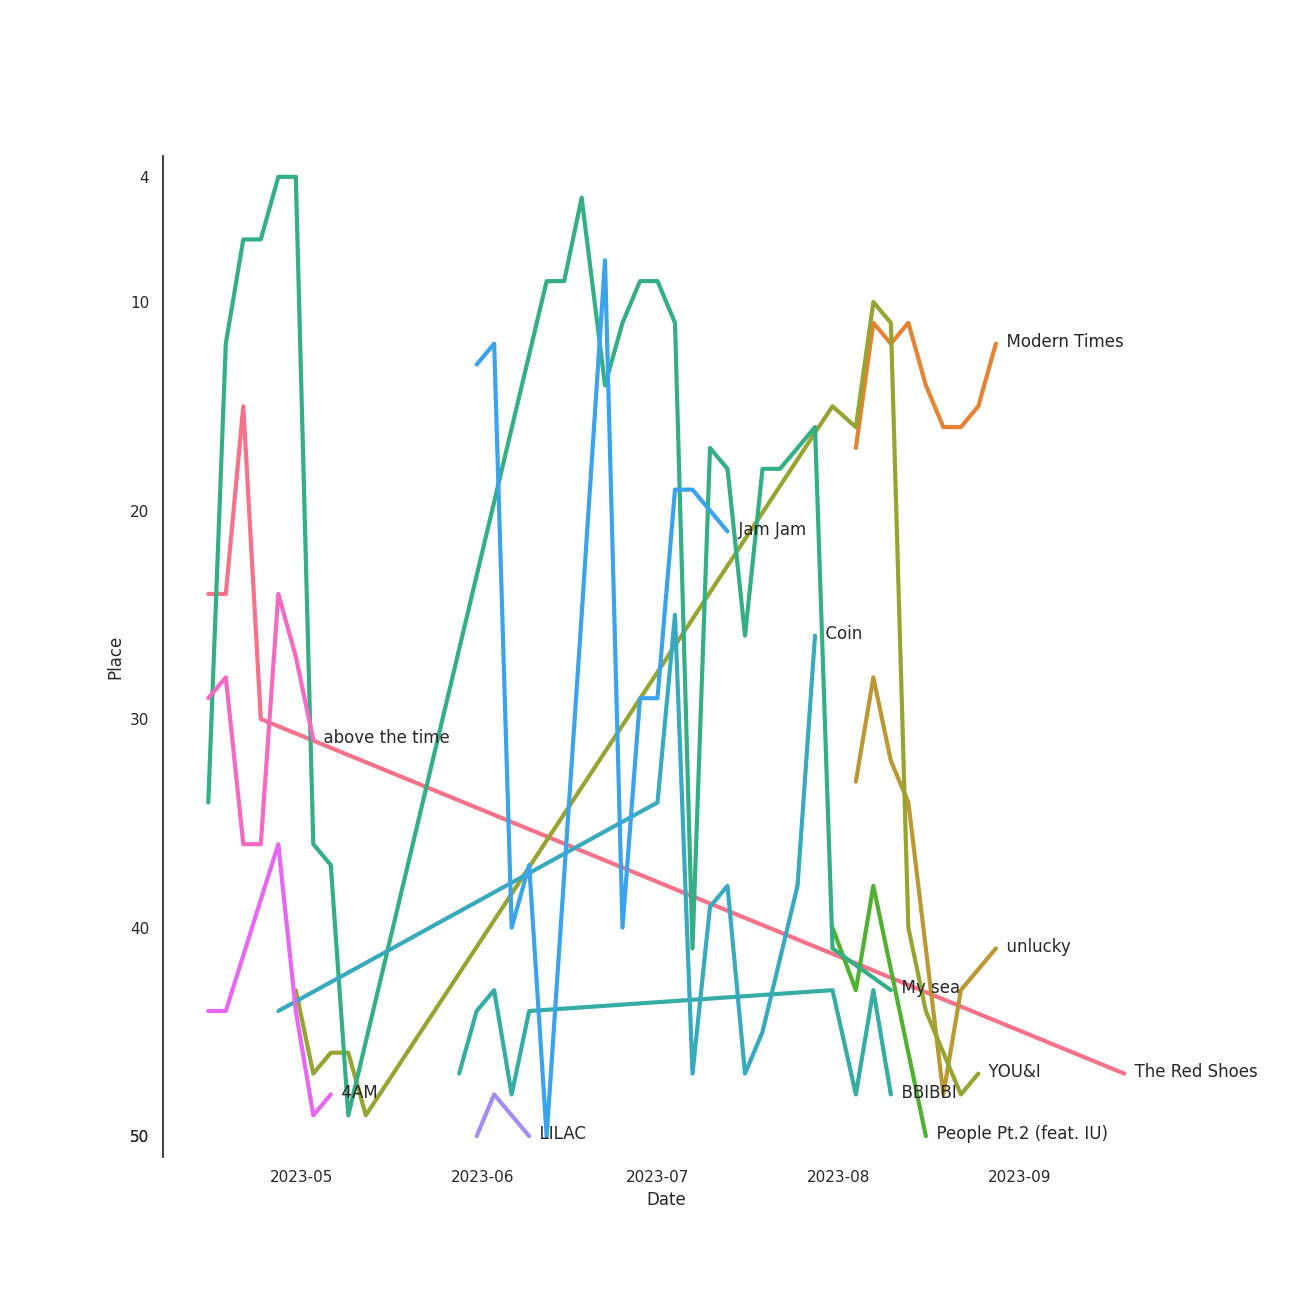 4
10
Modern Times
20
Jam Jam
Coin
30
above the time
Place
40
unlucky
My sea
YOU&I
The Red Shoes
4AM
BBIBBI
50
LILAC
People Pt.2 (feat. IU)
2023-05
2023-06
2023-07
2023-08
2023-09
Date